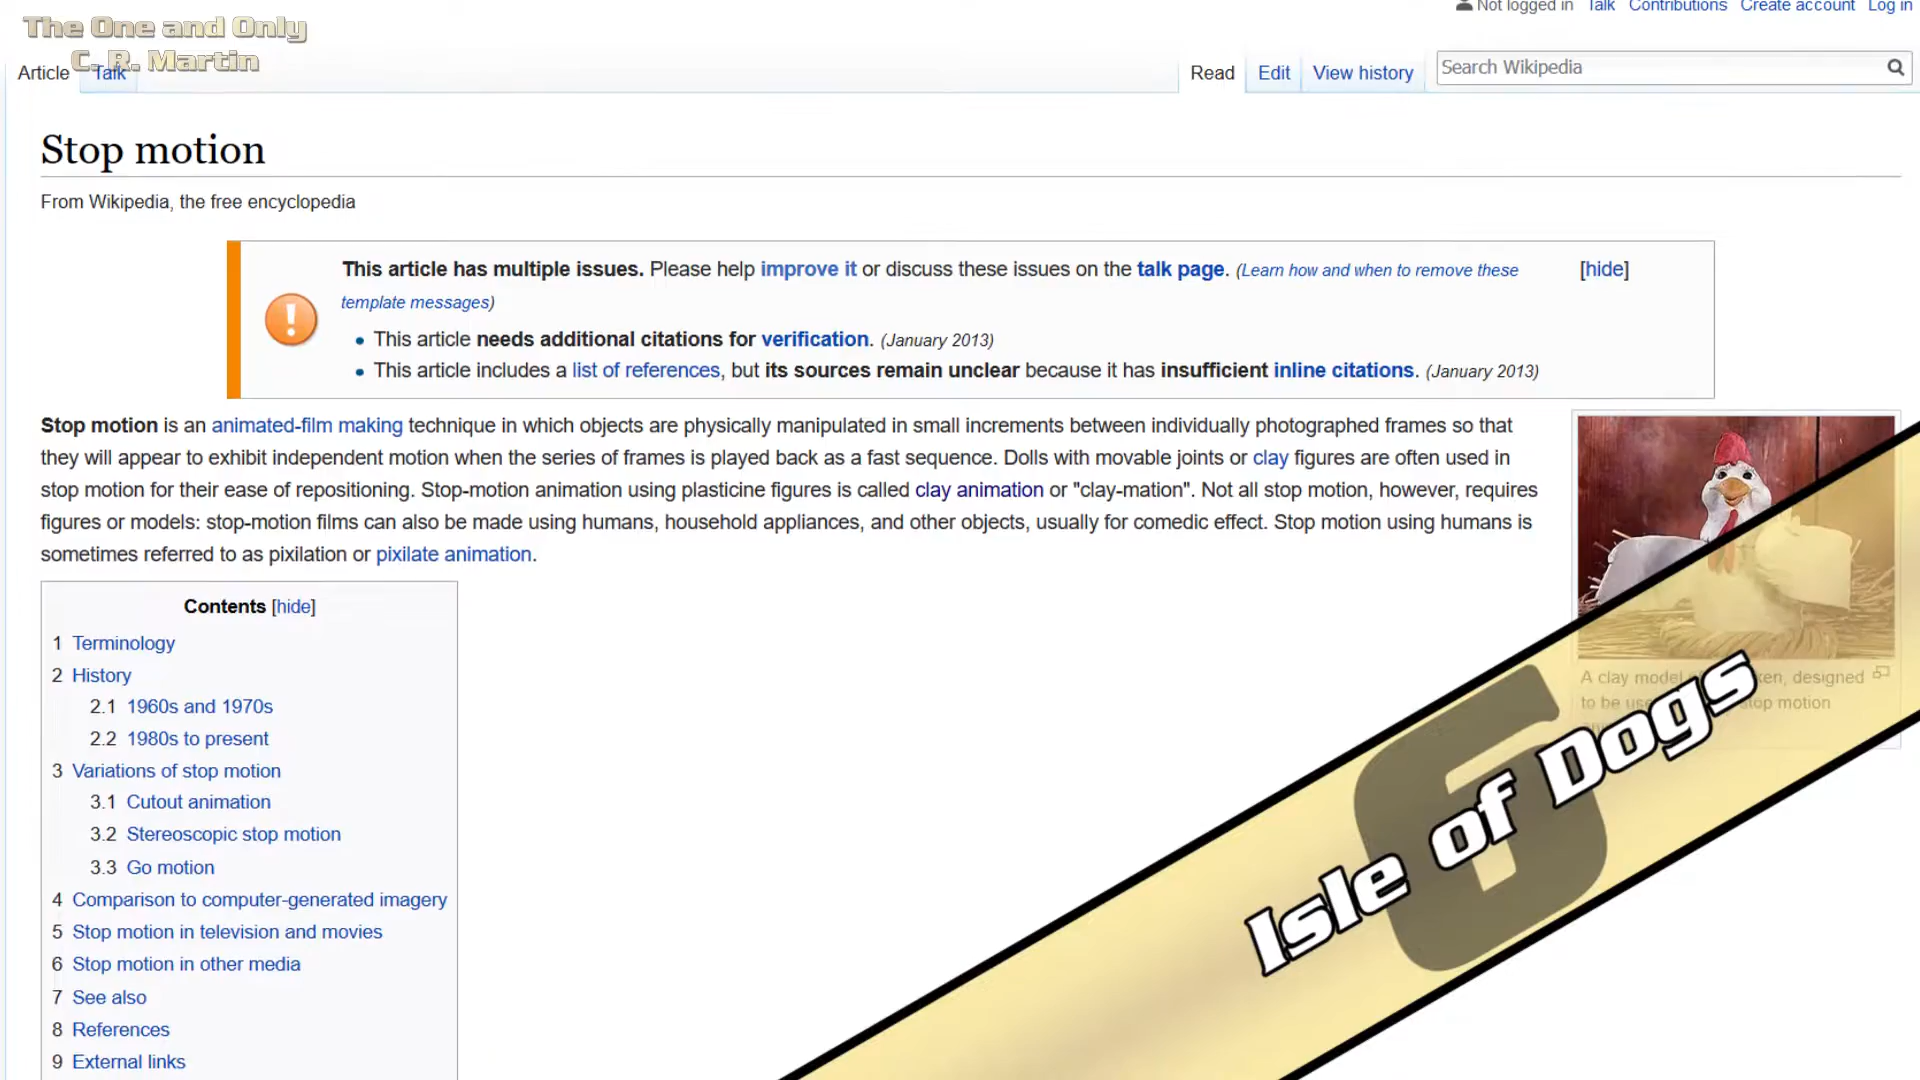 The One and Only
C. R. Martin
Not logged in Talk Contributions Create account Log in
Article Talk
Read Edit View history
Search Wikipedia
Stop motion
From Wikipedia, the free encyclopedia
This article has multiple issues. Please help improve it or discuss these issues on the talk page. (Learn how and when to remove these
template messages)
[hide]
• This article needs additional citations for verification. (January 2013)
• This article includes a list of references, but its sources remain unclear because it has insufficient inline citations. (January 2013)
Stop motion is an animated-film making technique in which objects are physically manipulated in small increments between individually photographed frames so that
they will appear to exhibit independent motion when the series of frames is played back as a fast sequence. Dolls with movable joints or clay figures are often used in
stop motion for their ease of repositioning. Stop-motion animation using plasticine figures is called clay animation or "clay-mation". Not all stop motion, however, requires
figures or models: stop-motion films can also be made using humans, household appliances, and other objects, usually for comedic effect. Stop motion using humans is
sometimes referred to as pixilation or pixilate animation.
Contents [hide]
1 Terminology
2 History
2.1 1960s and 1970s
2.2 1980s to present
3 Variations of stop motion
3.1 Cutout animation
3.2 Stereoscopic stop motion
3.3 Go motion
4 Comparison to computer-generated imagery
5 Stop motion in television and movies
6 Stop motion in other media
7 See also
8 References
9 External links
A clay model designed
to be stop motion
6
Isle of Dogs